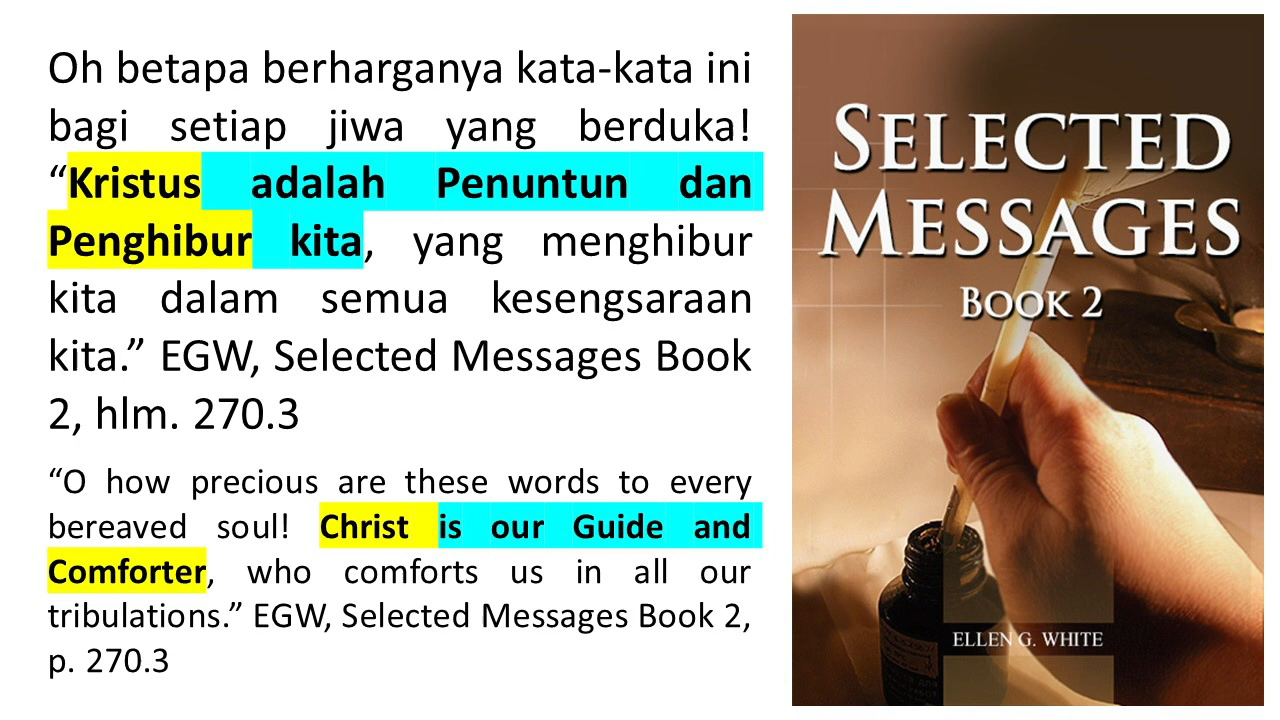 Oh betapa berharganya kata-kata ini
bagi setiap jiwa yang berduka!
“Kristus adalah Penuntun dan
Penghibur kita, yang menghibur
kita dalam semua kesengsaraan
kita.” EGW, Selected Messages Book
2, hlm. 270.3
“O how precious are these words to every
bereaved soul! Christ is our Guide and
Comforter, who comforts us in all our
tribulations.” EGW, Selected Messages Book 2,
p. 270.3
SELECTED
MESSAGES
BOOK 2
ELLEN G. WHITE